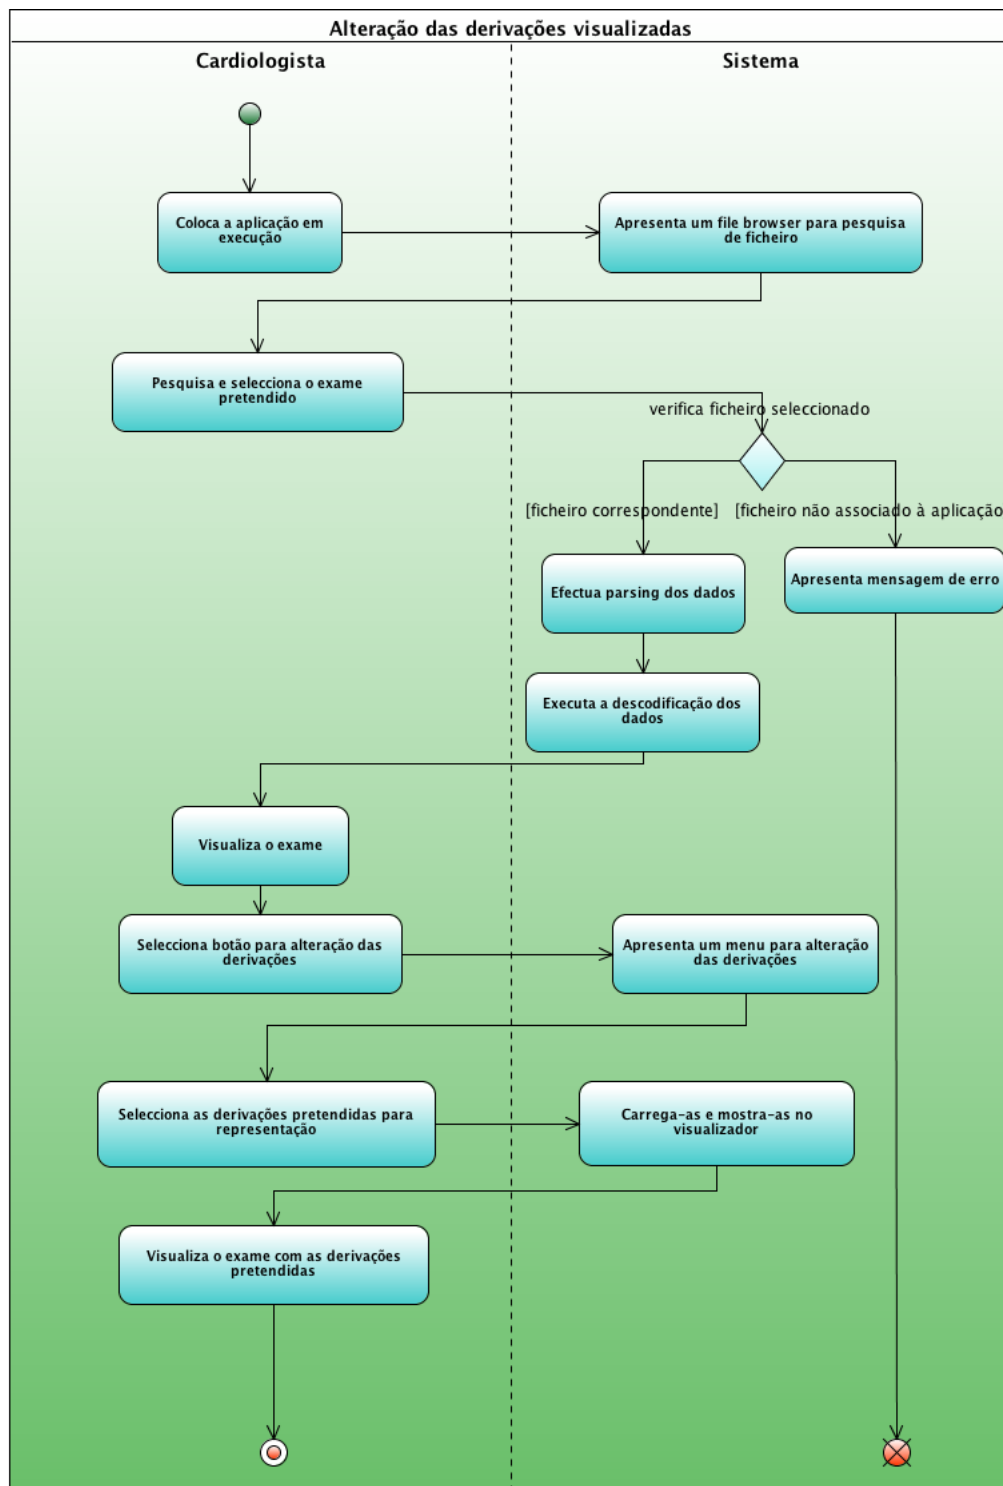 Alteração das derivações visualizadas
Cardiologista
Sistema
Coloca a aplicação em
execução
Apresenta um file browser para pesquisa
de ficheiro
Pesquisa e selecciona o exame
pretendido
verifica ficheiro seleccionado
[ficheiro correspondente]
[ficheiro não associado à aplicação
Efectua parsing dos dados
Apresenta mensagem de erro
Executa a descodificação dos
dados
Visualiza o exame
Selecciona botão para alteração das
derivações
Apresenta um menu para alteração
das derivações
Selecciona as derivações pretendidas para
representação
Carrega-as e mostra-as no
visualizador
Visualiza o exame com as derivações
pretendidas